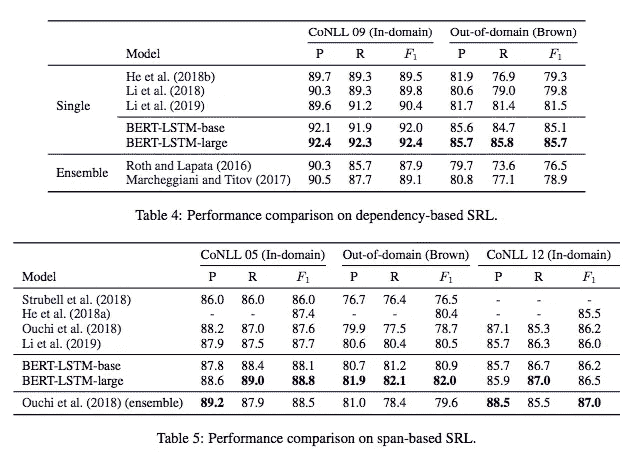 CoNLL 09 (In-domain) Out-of-domain (Brown)
Model P R F1 P R F1
He et al. (2018b) 89.7 89.3 89.5 81.9 76.9 79.3
Single Li et al. (2018) 90.3 89.3 89.8 80.6 79.0 79.8
Li et al. (2019) 89.6 91.2 90.4 81.7 81.4 81.5
BERT-LSTM-base 92.1 91.9 92.0 85.6 84.7 85.1
BERT-LSTM-large 92.4 92.3 92.4 85.7 85.8 85.7
Ensemble Roth and Lapata (2016) 90.3 85.7 87.9 79.7 73.6 76.5
Marcheggiani and Titov (2017) 90.5 87.7 89.1 80.8 77.1 78.9
Table 4: Performance comparison on dependency-based SRL.
CoNLL 05 (In-domain) Out-of-domain (Brown) CoNLL 12 (In-domain)
Model P R F1 P R F1 P R F1
Strubell et al. (2018) 86.0 86.0 86.0 76.7 76.4 76.5 - - -
He et al. (2018a) - - 87.4 - - 80.4 - - 85.5
Ouchi et al. (2018) 88.2 87.0 87.6 79.9 77.5 78.7 87.1 85.3 86.2
Li et al. (2019) 87.9 87.5 87.7 80.6 80.4 80.5 85.7 86.3 86.0
BERT-LSTM-base 87.8 88.4 88.1 80.7 81.2 80.9 85.7 86.7 86.2
BERT-LSTM-large 88.6 89.0 88.8 81.9 82.1 82.0 85.9 87.0 86.5
Ouchi et al. (2018) (ensemble) 89.2 87.9 88.5 81.0 78.4 79.6 88.5 85.5 87.0
Table 5: Performance comparison on span-based SRL.